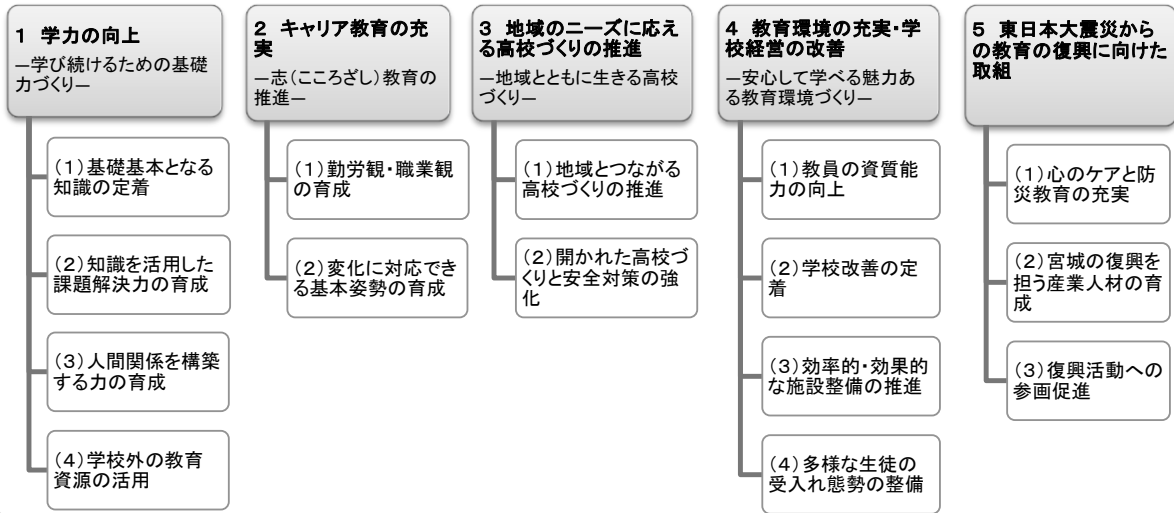 1 学力の向上
―学び続けるための基礎
力づくり―
(1)基礎基本となる
知識の定着
(2)知識を活用した
課題解決力の育成
(3)人間関係を構築
する力の育成
(4)学校外の教育
資源の活用
2 キャリア教育の充
実
―志(こころざし)教育の
推進―
(1)勤労観・職業観
の育成
(2)変化に対応でき
る基本姿勢の育成
3 地域のニーズに応え
る高校づくりの推進
―地域とともに生きる高校
づくり―
(1)地域とつながる
高校づくりの推進
(2)開かれた高校づ
くりと安全対策の強
化
4 教育環境の充実・学
校経営の改善
―安心して学べる魅力あ
る教育環境づくり―
(1)教員の資質能
力の向上
(2)学校改善の定
着
(3)効率的・効果的
な施設整備の推進
(4)多様な生徒の
受入れ態勢の整備
5 東日本大震災から
の教育の復興に向けた
取組
(1)心のケアと防
災教育の充実
(2)宮城の復興を
担う産業人材の育
成
(3)復興活動への
参画促進